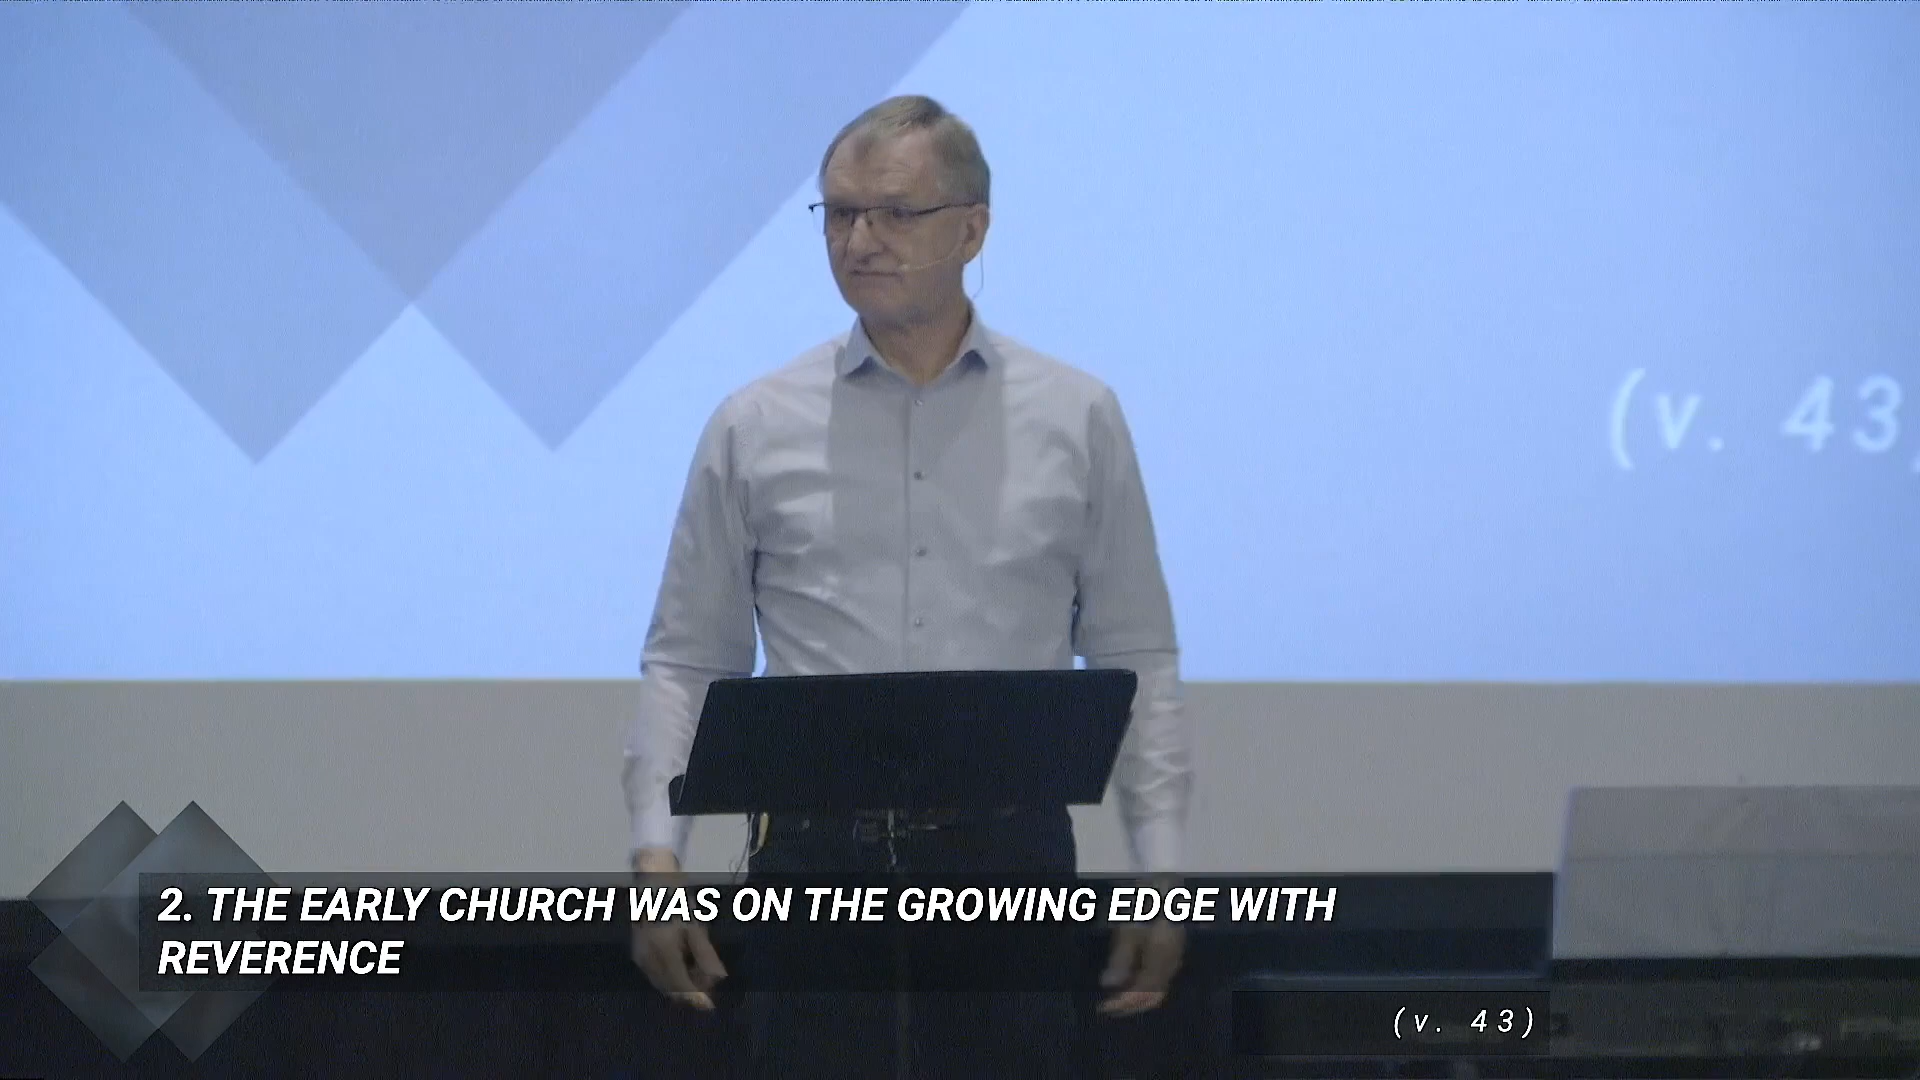 (v. 43)
2. THE EARLY CHURCH WAS ON THE GROWING EDGE WITH
REVERENCE
(v. 43)